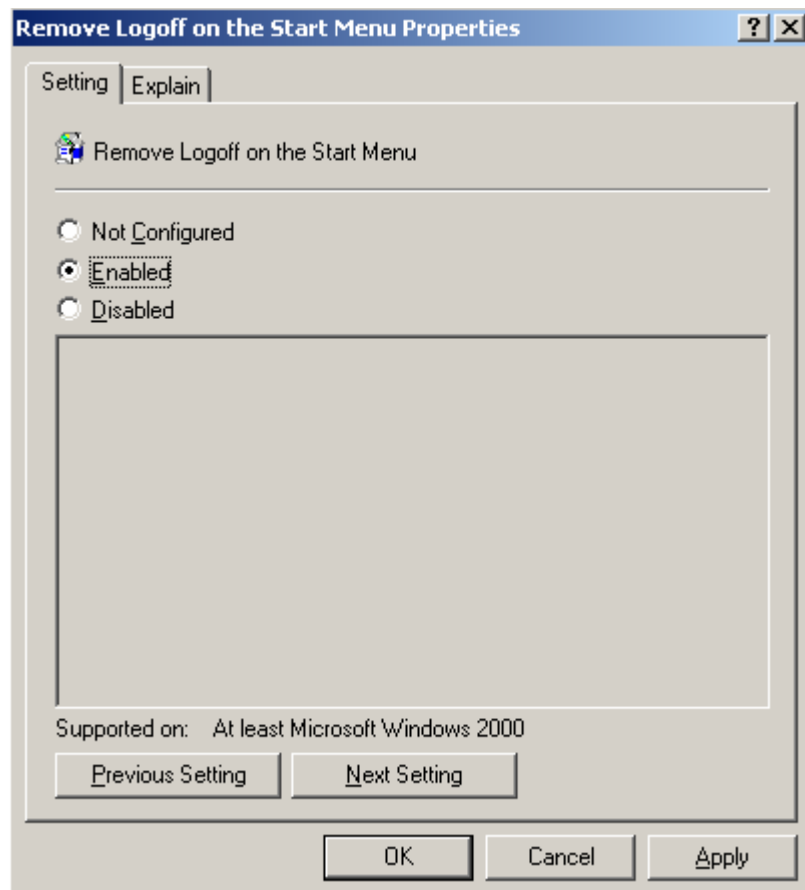 Remove Logoff on the Start Menu Properties
Setting Explain
Remove Logoff on the Start Menu
Not Configured
Enabled
Disabled
Supported on: At least Microsoft Windows 2000
Previous Setting Next Setting
OK Cancel Apply